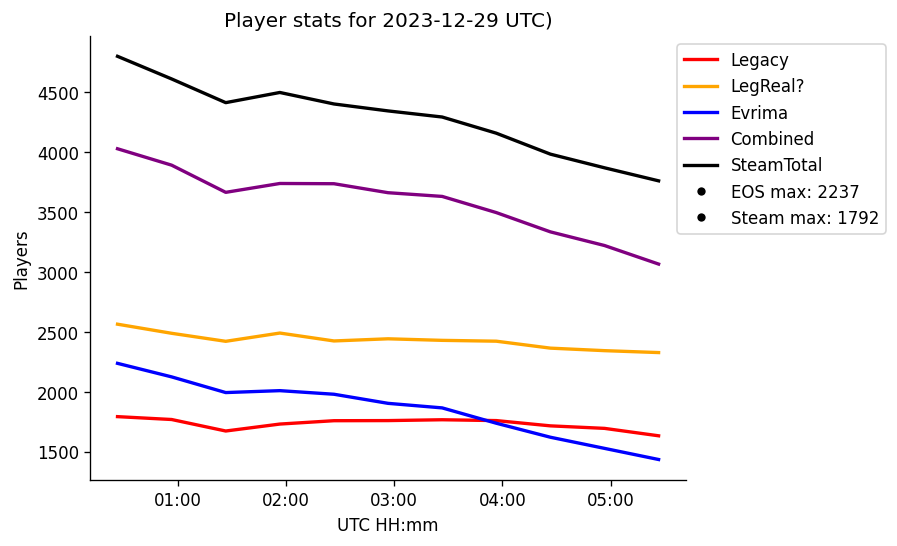 Player stats for 2023-12-29 UTC)
Legacy
LegReal?
Evrima
Combined
SteamTotal
EOS max: 2237
Steam max: 1792
Players
4500
4000
3500
3000
2500
2000
1500
01:00 02:00 03:00 04:00 05:00
UTC HH:mm